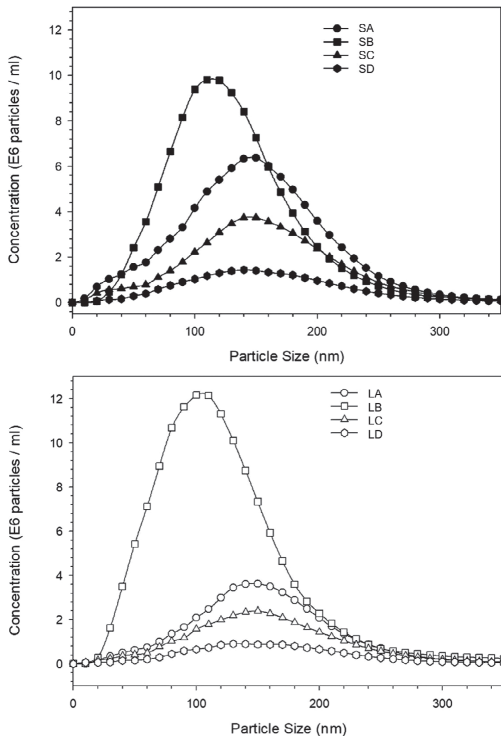 12
10
8
6
4
2
0
Concentration (E6 particles / ml)
SA
SB
SC
SD
0 100 200 300
Particle Size (nm)
12
10
8
6
4
2
0
Concentration (E6 particles / ml)
LA
LB
LC
LD
0 100 200 300
Particle Size (nm)